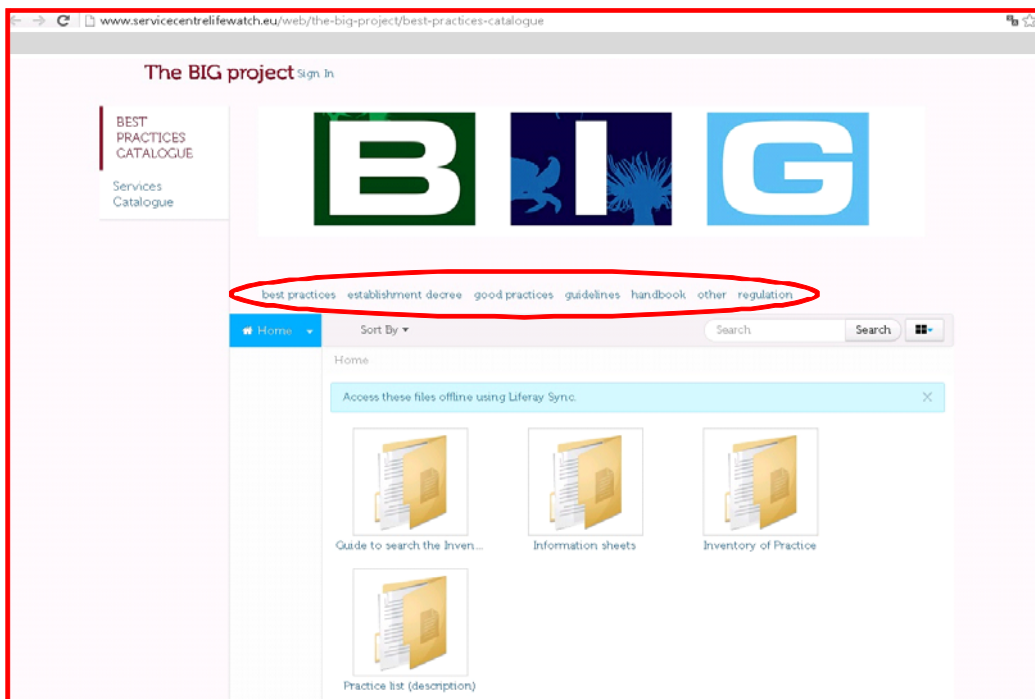 www.servicecentrelifewatch.eu/web/the-big-project/best-practices-catalogue
The BIG project Sign In
BEST
PRACTICES
CATALOGUE
Services
Catalogue
BIG
best practices establishment decree good practices guidelines handbook other regulation
Home Sort By Search Search
Home
Access these files offline using Liferay Sync.
Guide to search the Inven... Information sheets Inventory of Practice
Practice list (description)